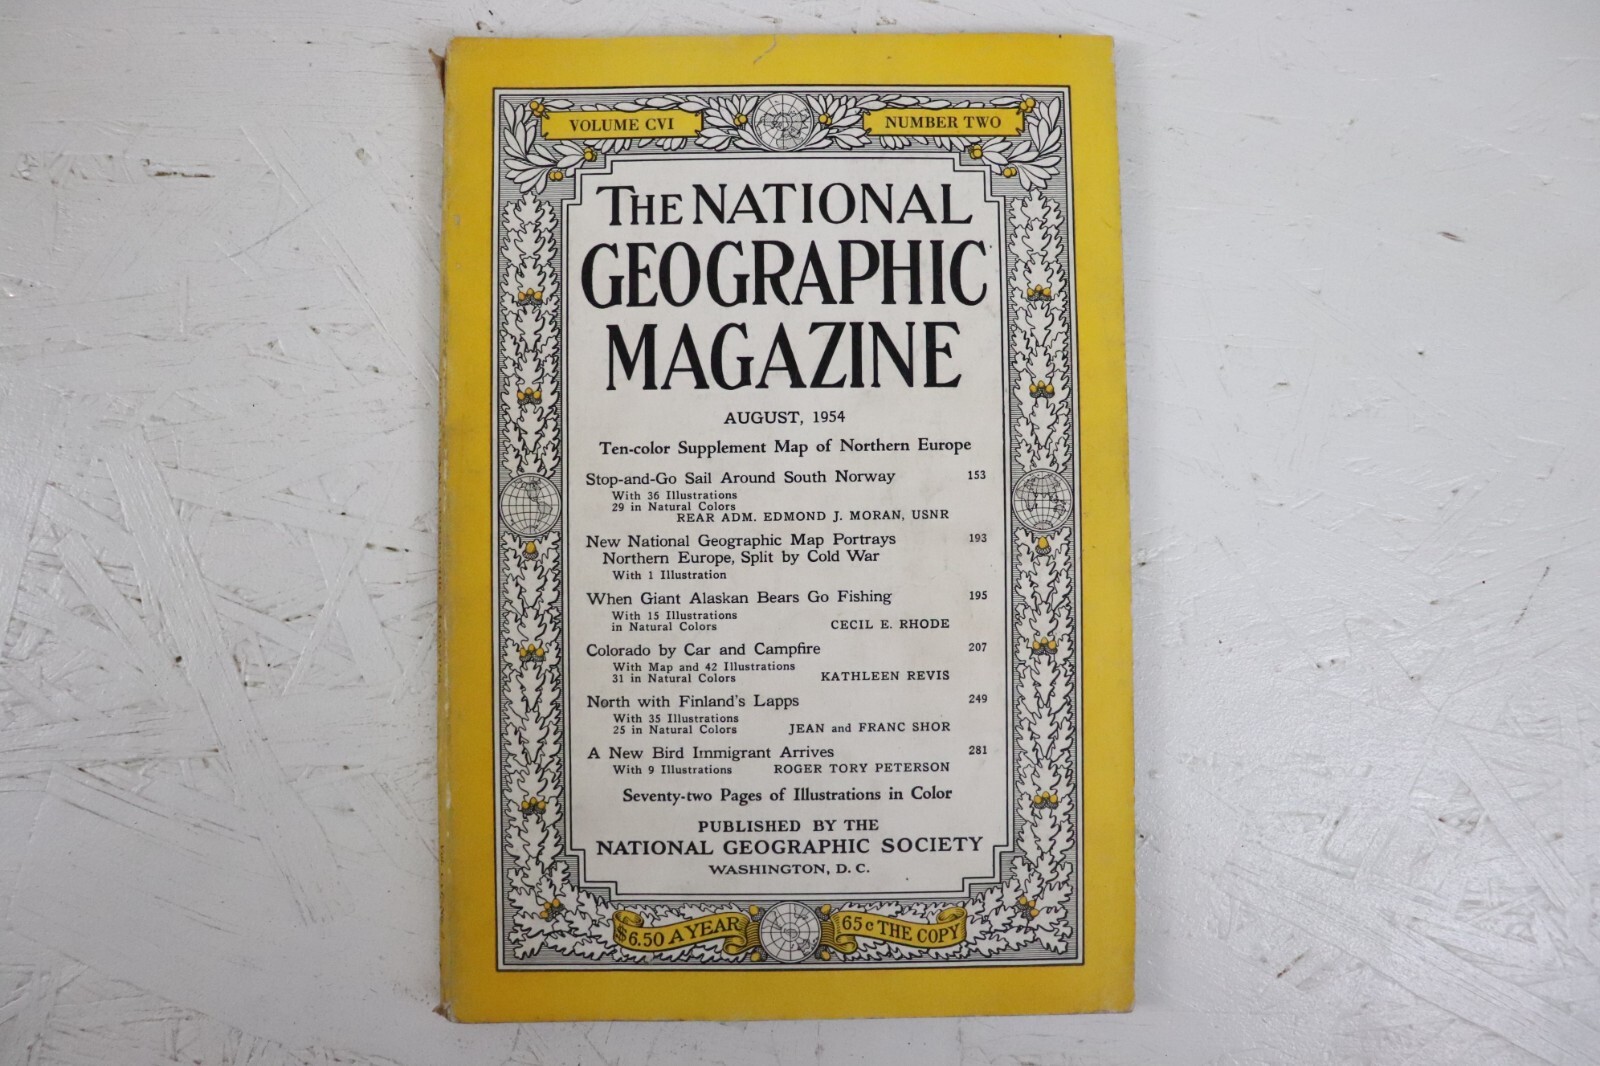 VOLUME CVI
NUMBER TWO
THE NATIONAL
GEOGRAPHIC
MAGAZINE
AUGUST, 1954
Ten-color Supplement Map of Northern Europe
Stop-and-Go Sail Around South Norway 153
With 36 Illustrations
29 in Natural Colors
REAR ADM. EDMOND J. MORAN, USNR
New National Geographic Map Portrays 193
Northern Europe, Split by Cold War
With 1 Illustration
When Giant Alaskan Bears Go Fishing 195
With 15 Illustrations
in Natural Colors CECIL E. RHODE
Colorado by Car and Campfire 207
With Map and 42 Illustrations
31 in Natural Colors KATHLEEN REVIS
North with Finland's Lapps 249
With 35 Illustrations
25 in Natural Colors JEAN and FRANC SHOR
A New Bird Immigrant Arrives 281
With 9 Illustrations ROGER TORY PETERSON
Seventy-two Pages of Illustrations in Color
PUBLISHED BY THE
NATIONAL GEOGRAPHIC SOCIETY
WASHINGTON, D. C.
$6.50 A YEAR
65¢ THE COPY